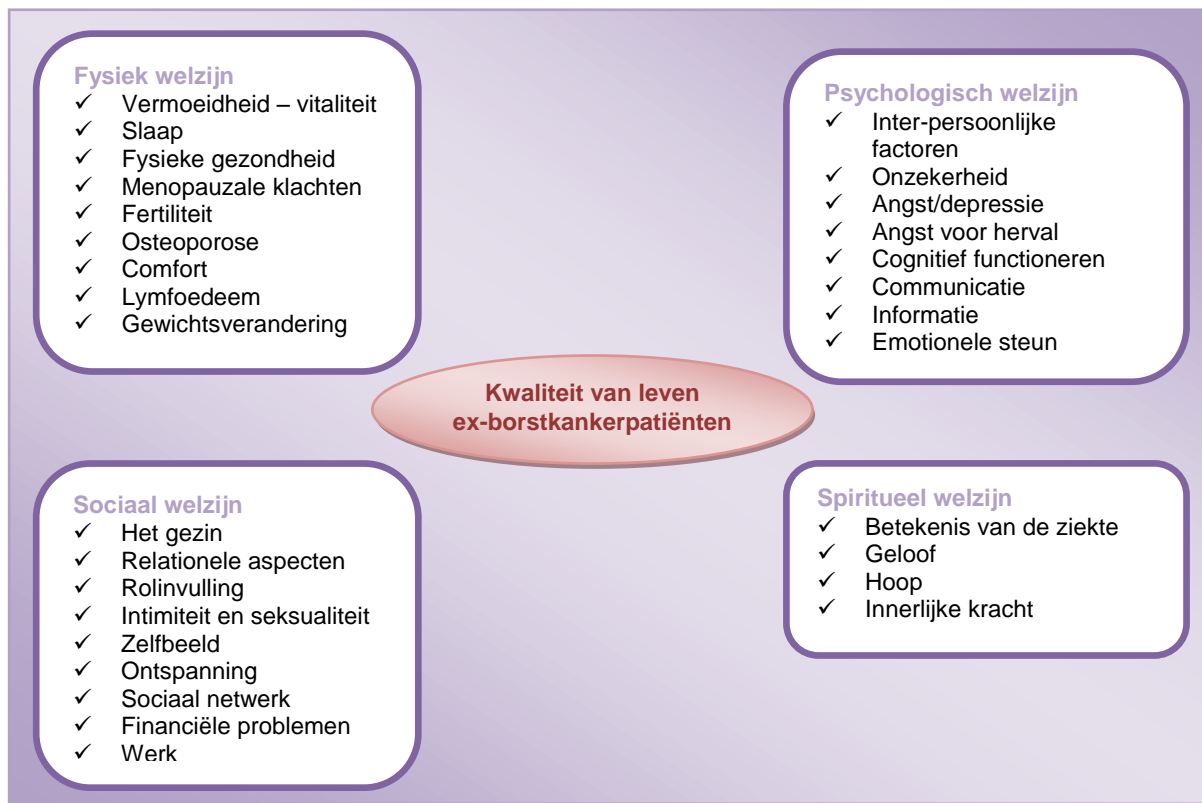 Fysiek welzijn
✓ Vermoeidheid – vitaliteit
✓ Slaap
✓ Fysieke gezondheid
✓ Menopauzale klachten
✓ Fertiliteit
✓ Osteoporose
✓ Comfort
✓ Lymfoedeem
✓ Gewichtsverandering
Psychologisch welzijn
✓ Inter-persoonlijke
factoren
✓ Onzekerheid
✓ Angst/depressie
✓ Angst voor herval
✓ Cognitief functioneren
✓ Communicatie
✓ Informatie
✓ Emotionele steun
Kwaliteit van leven
ex-borstkankerpatiënten
Sociaal welzijn
✓ Het gezin
✓ Relationele aspecten
✓ Rolinvulling
✓ Intimiteit en seksualiteit
✓ Zelfbeeld
✓ Ontspanning
✓ Sociaal netwerk
✓ Financiële problemen
✓ Werk
Spiritueel welzijn
✓ Betekenis van de ziekte
✓ Geloof
✓ Hoop
✓ Innerlijke kracht